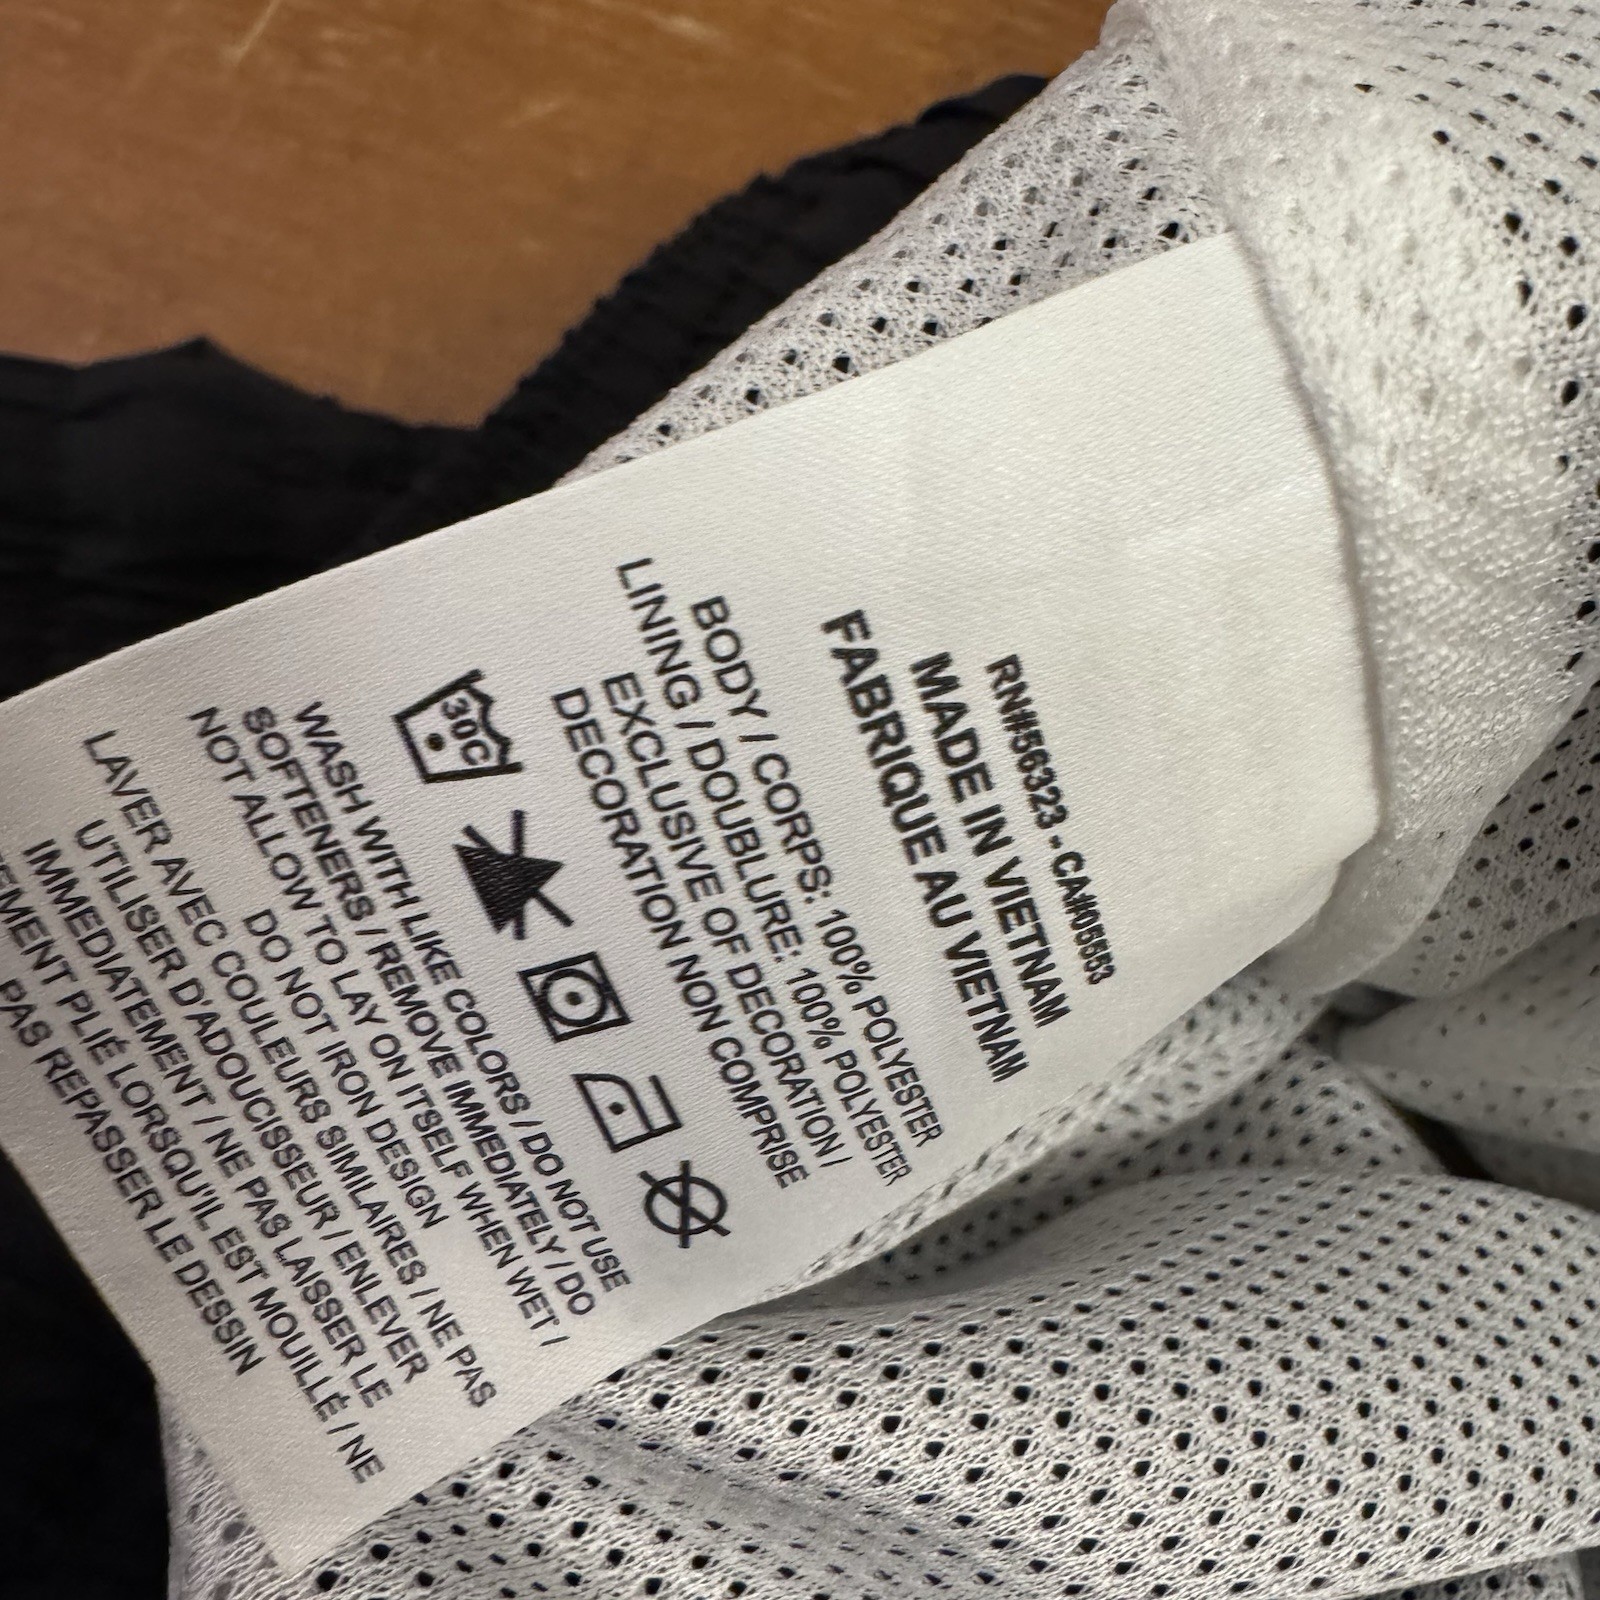 RN#56323 - CA#05553
MADE IN VIETNAM
FABRIQUE AU VIETNAM
BODY / CORPS: 100% POLYESTER
LINING / DOUBLURE: 100% POLYESTER
EXCLUSIVE OF DECORATION /
DECORATION NON COMPRISE
30C
WASH WITH LIKE COLORS / DO NOT USE
SOFTENERS / REMOVE IMMEDIATELY / DO
NOT ALLOW TO LAY ON ITSELF WHEN WET /
DO NOT IRON DESIGN
LAVER AVEC COULEURS SIMILAIRES / NE PAS
UTILISER D'ADOUCISSEUR / ENLEVER
IMMEDIATEMENT / NE PAS LAISSER LE
PLIÉ LORSQU'IL EST MOUILLÉ / NE
PAS REPASSER LE DESSIN